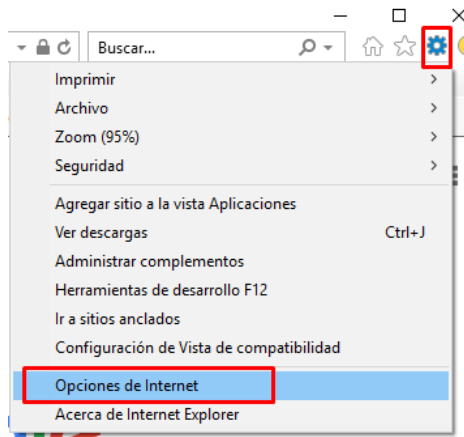 Buscar...
Imprimir
Archivo
Zoom (95%)
Seguridad
Agregar sitio a la vista Aplicaciones
Ver descargas Ctrl+J
Administrar complementos
Herramientas de desarrollo F12
Ir a sitios anclados
Configuración de Vista de compatibilidad
Opciones de Internet
Acerca de Internet Explorer